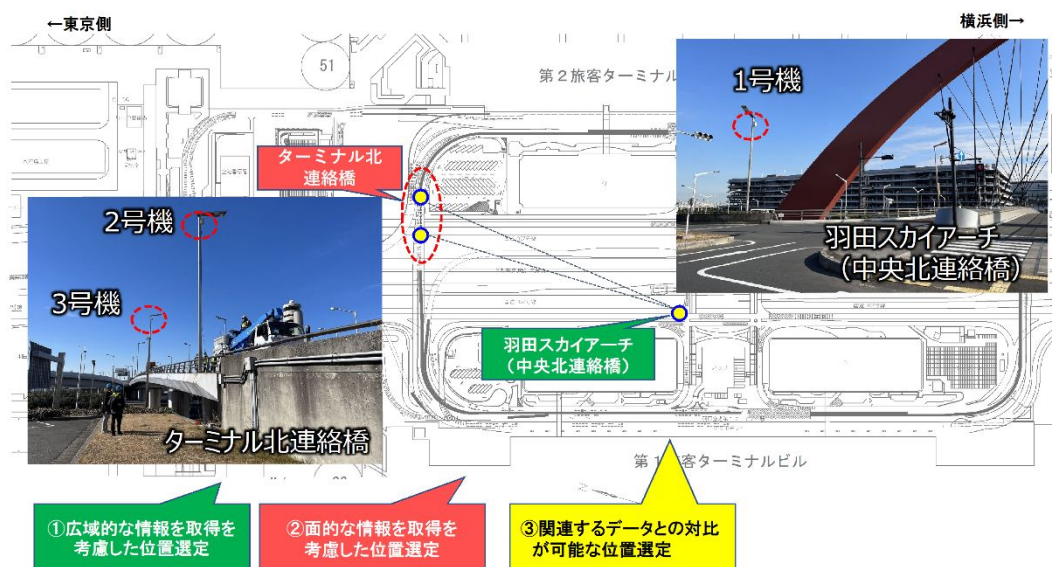 ←東京側
横浜側→
51
第2旅客ターミナル
1号機
ターミナル北
連絡橋
2号機
羽田スカイアーチ
(中央北連絡橋)
3号機
羽田スカイアーチ
(中央北連絡橋)
ターミナル北連絡橋
第1旅客ターミナルビル
①広域的な情報を取得を
考慮した位置選定
②面的な情報を取得を
考慮した位置選定
③関連するデータとの対比
が可能な位置選定